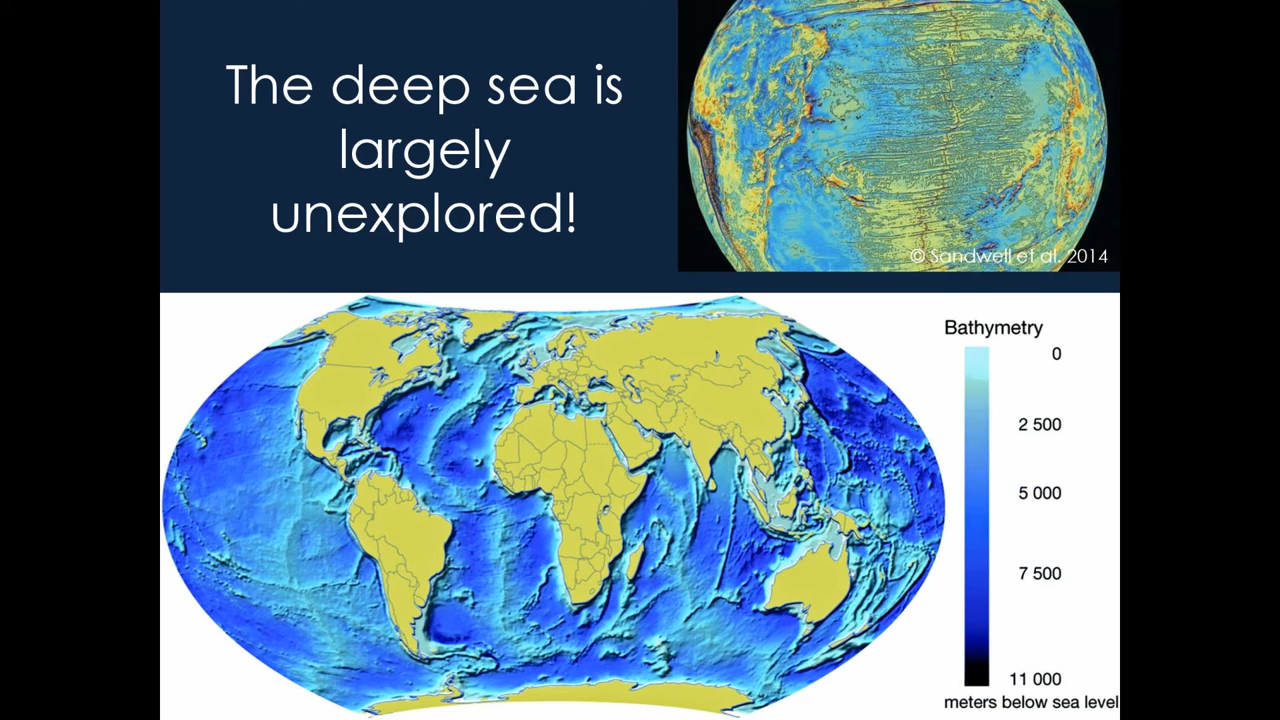 The deep sea is
largely
unexplored!
© Sandwell et al. 2014
Bathymetry
0
2 500
5 000
7 500
11 000
meters below sea level